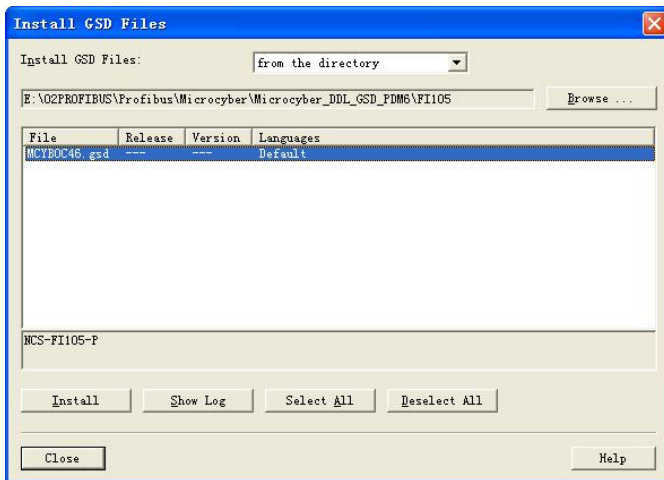 Install GSD Files
Install GSD Files:
from the directory
E:\02PROFIBUS\Profibus\Microcyber\Microcyber_DDL_GSD_PDM6\FI105
Browse ...
File Release Version Languages
MCYB0C46.gsd --- --- Default
NCS-FI105-P
Install Show Log Select All Deselect All
Close Help